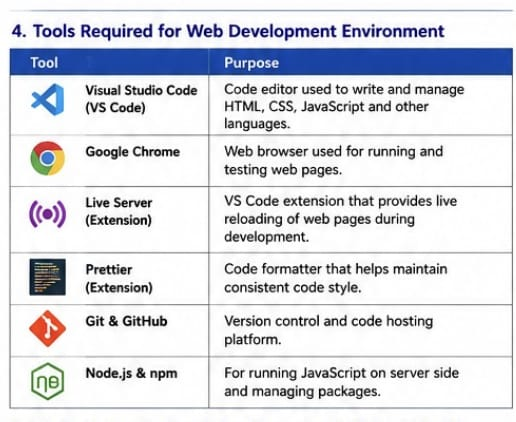 4. Tools Required for Web Development Environment
Tool
Purpose
Visual Studio Code
(VS Code)
Code editor used to write and manage
HTML, CSS, JavaScript and other
languages.
Google Chrome
Web browser used for running and
testing web pages.
Live Server
(Extension)
VS Code extension that provides live
reloading of web pages during
development.
Prettier
(Extension)
Code formatter that helps maintain
consistent code style.
Git & GitHub
Version control and code hosting
platform.
Node.js & npm
For running JavaScript on server side
and managing packages.